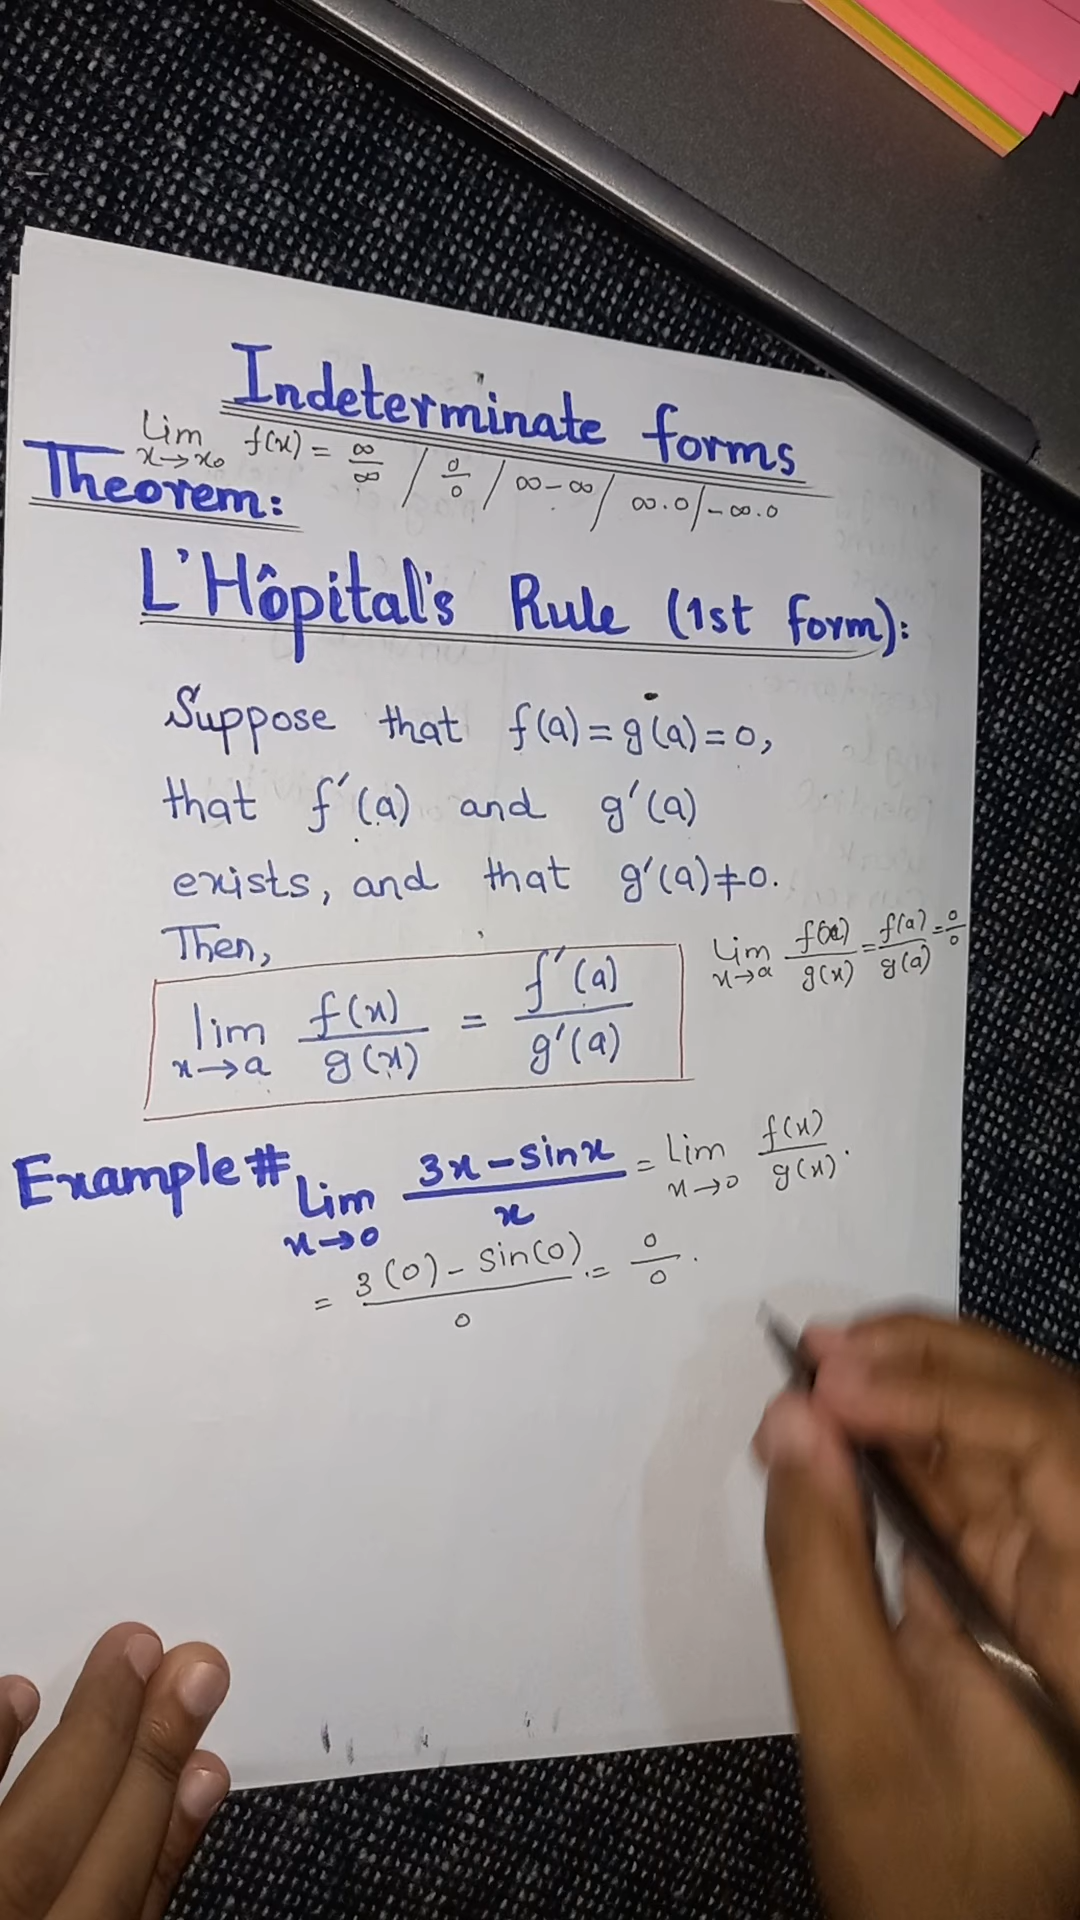 Indeterminate forms
Lim x→x₀ f(x) = ∞/∞ / 0/0 / ∞-∞ / ∞.0 / -∞.0
Theorem:
L'Hôpital's Rule (1st form):
Suppose that f(a) = g(a) = 0,
that f'(a) and g'(a)
exists, and that g'(a) ≠ 0.
Then,
lim x→a f(x)/g(x) = f'(a)/g'(a)
Lim x→a f(x)/g(x) = f(a)/g(a) = 0/0
Example # Lim x→0 3x - sinx / x = Lim x→0 f(x)/g(x).
= 3(0) - sin(0) / 0 = 0/0.